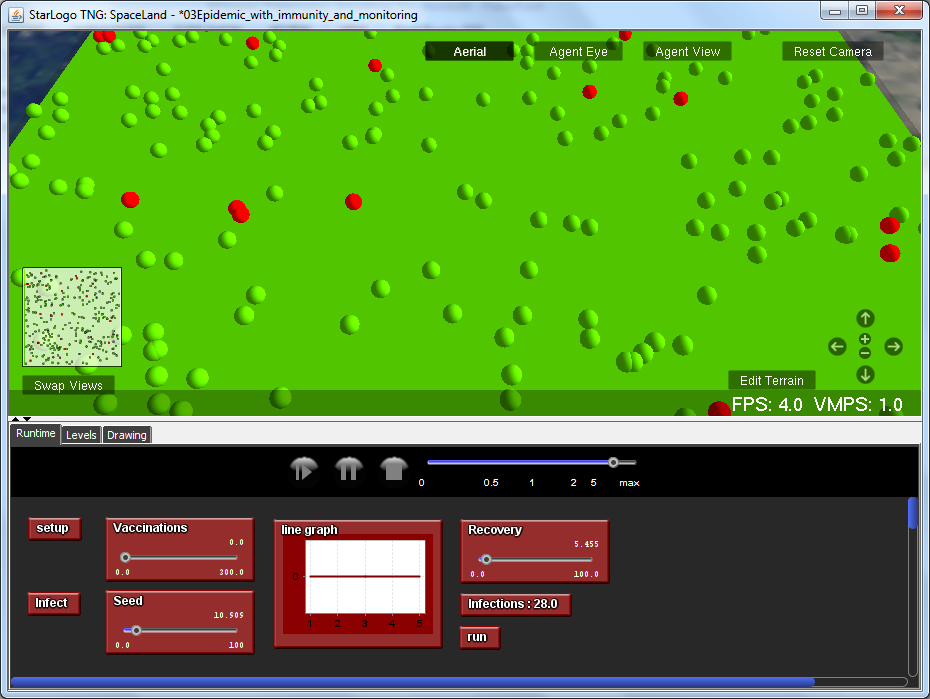 StarLogo TNG: SpaceLand - *03Epidemic_with_immunity_and_monitoring
Aerial
Agent Eye
Agent View
Reset Camera
Swap Views
Edit Terrain
FPS: 4.0 VMPS: 1.0
Runtime
Levels
Drawing
0 0.5 1 2 5 max
setup
Vaccinations
0.0
0.0 300.0
line graph
0
1 2 3 4 5
Recovery
5.455
0.0 100.0
Infect
Seed
10.909
0.0 100
Infections : 28.0
run